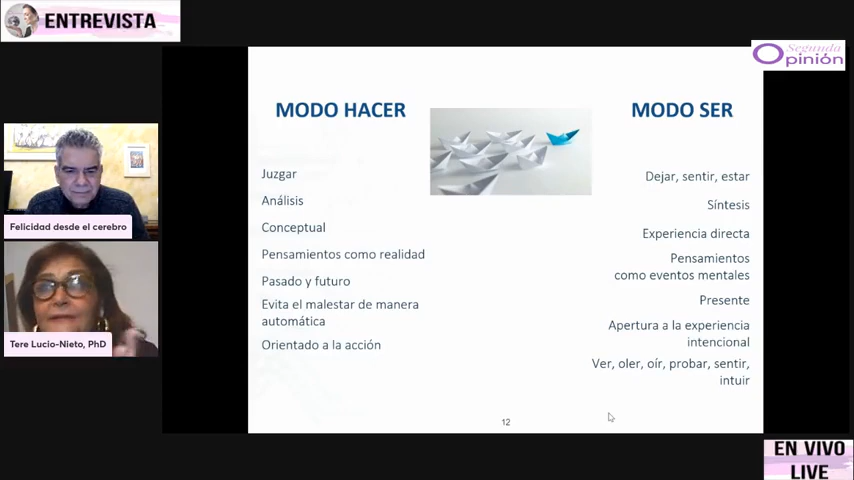 ENTREVISTA
Segunda
Opinión
MODO HACER
Juzgar
Análisis
Conceptual
Pensamientos como realidad
Pasado y futuro
Evita el malestar de manera
automática
Orientado a la acción
MODO SER
Dejar, sentir, estar
Síntesis
Experiencia directa
Pensamientos
como eventos mentales
Presente
Apertura a la experiencia
intencional
Ver, oler, oír, probar, sentir,
intuir
12
Felicidad desde el cerebro
Tere Lucio-Nieto, PhD
EN VIVO
LIVE